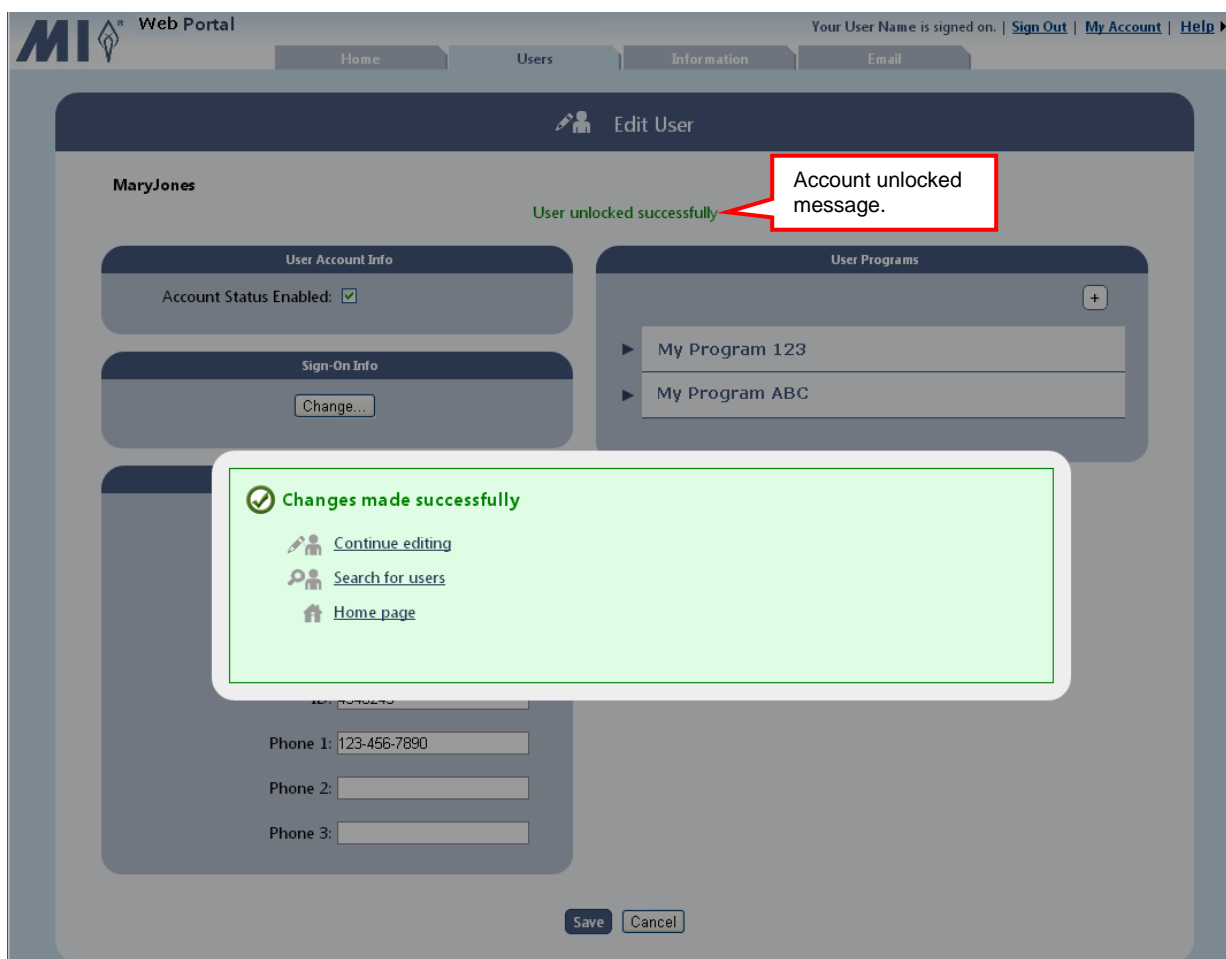 MI® Web Portal
Your User Name is signed on. | Sign Out | My Account | Help
Home Users Information Email
Edit User
MaryJones
User unlocked successfully
Account unlocked
message.
User Account Info
Account Status Enabled:
User Programs
+
My Program 123
My Program ABC
Sign-On Info
Change...
Changes made successfully
Continue editing
Search for users
Home page
Phone 1: 123-456-7890
Phone 2:
Phone 3:
Save Cancel